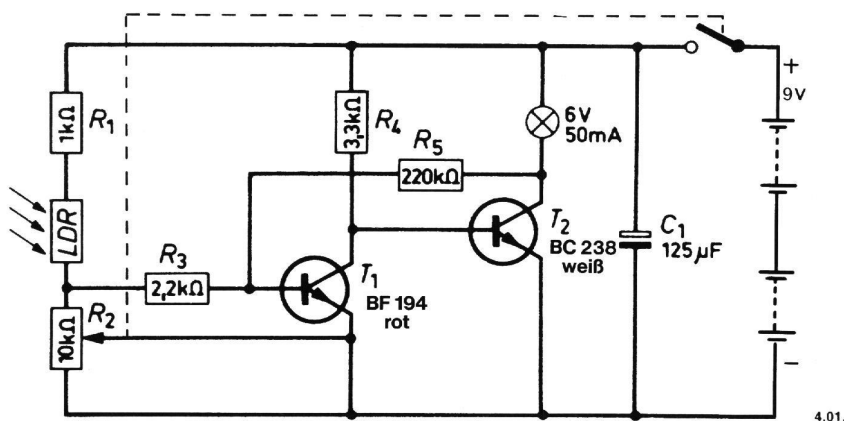 1kΩ
R1
3,3kΩ
R4
6V
50mA
+
9V
R5
220kΩ
LDR
T2
BC 238
weiß
C1
125µF
R3
2,2kΩ
T1
BF 194
rot
R2
10kΩ
−
4.01.